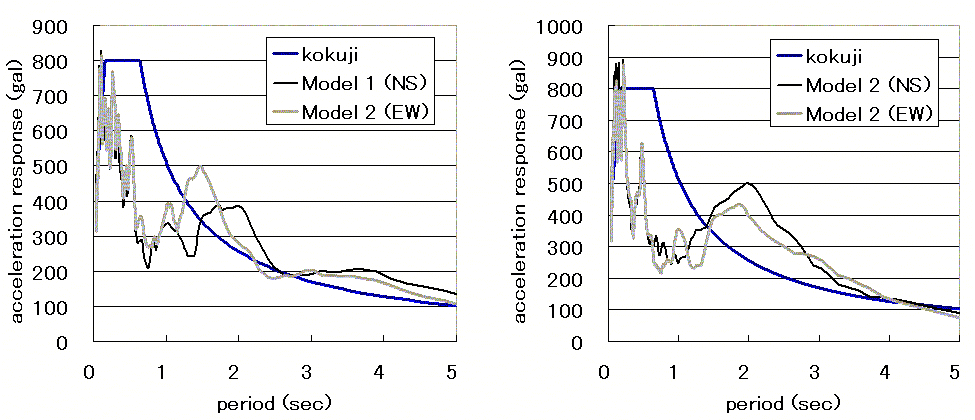 acceleration response (gal)
900
800
700
600
500
400
300
200
100
0
kokuji
Model 1 (NS)
Model 2 (EW)
0 1 2 3 4 5
period (sec)
acceleration response (gal)
1000
900
800
700
600
500
400
300
200
100
0
kokuji
Model 2 (NS)
Model 2 (EW)
0 1 2 3 4 5
period (sec)